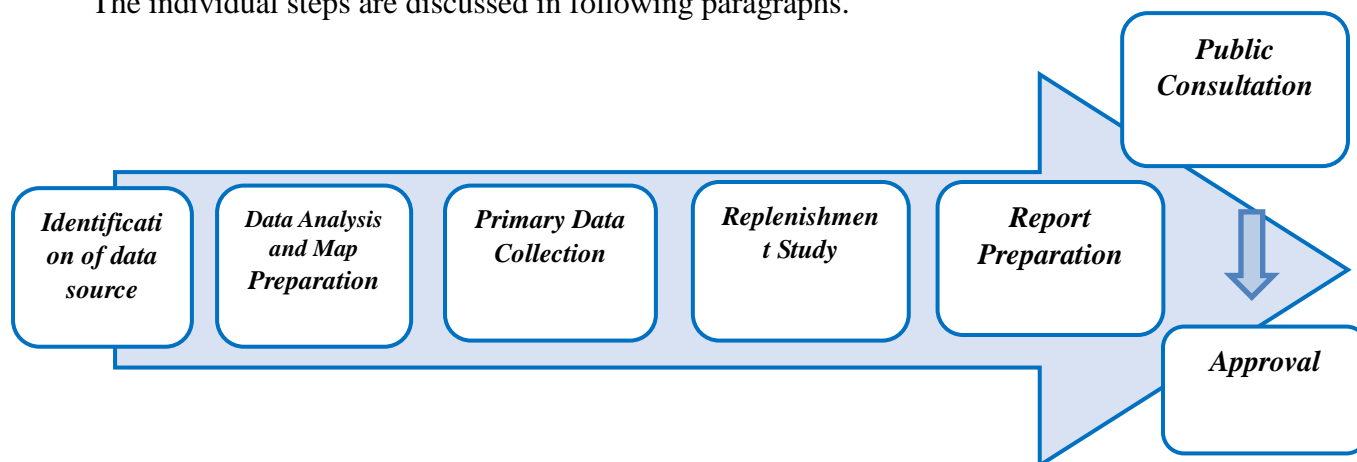 The individual steps are discussed in following paragraphs.
Public
Consultation
Identificati
on of data
source
Data Analysis
and Map
Preparation
Primary Data
Collection
Replenishmen
t Study
Report
Preparation
Approval